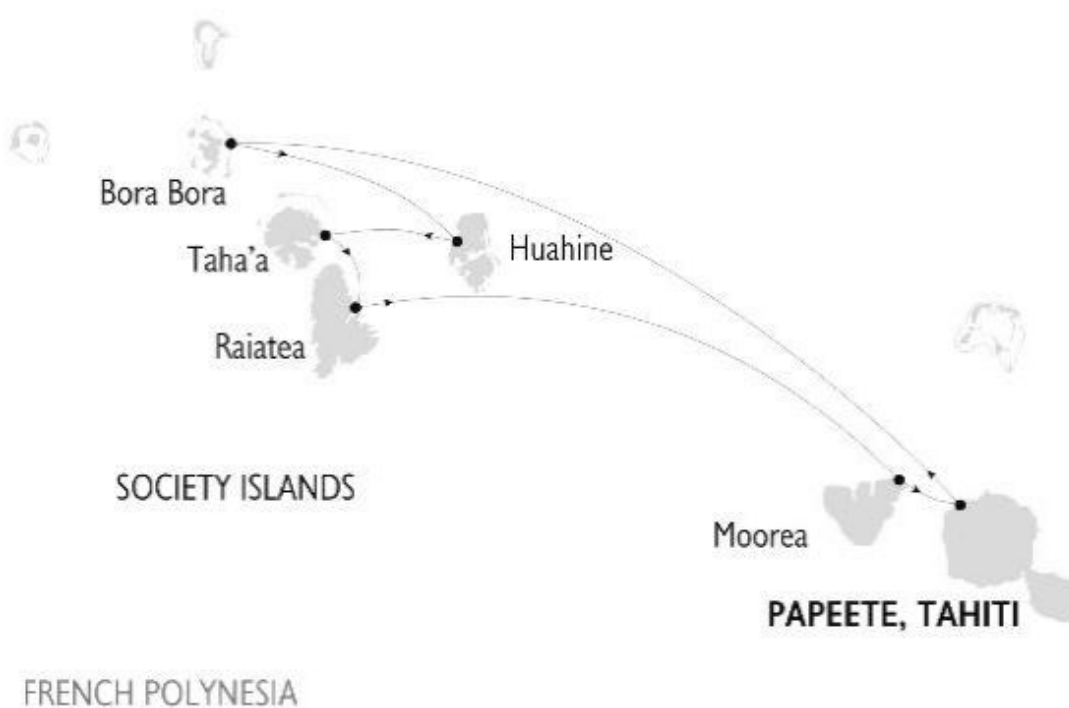 Bora Bora
Taha'a
Huahine
Raiatea
SOCIETY ISLANDS
Moorea
PAPEETE, TAHITI
FRENCH POLYNESIA